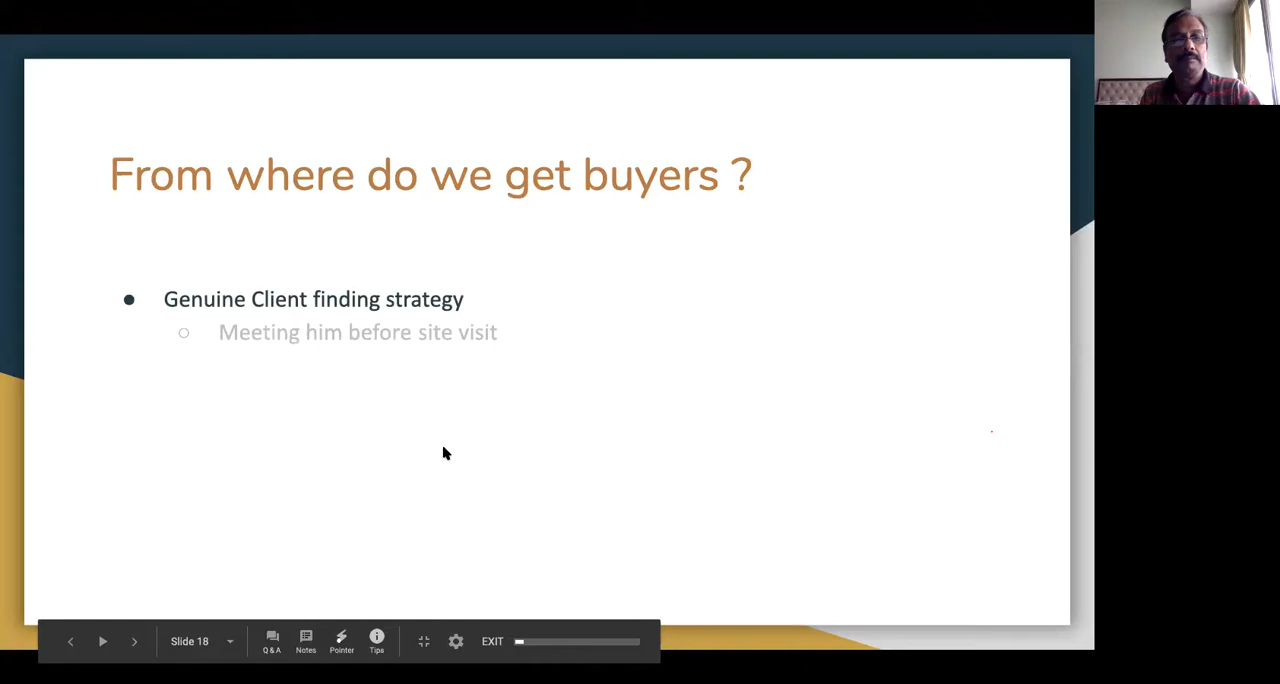 From where do we get buyers ?
● Genuine Client finding strategy
○ Meeting him before site visit
Slide 18
Q & A
Notes
Pointer
Tips
EXIT